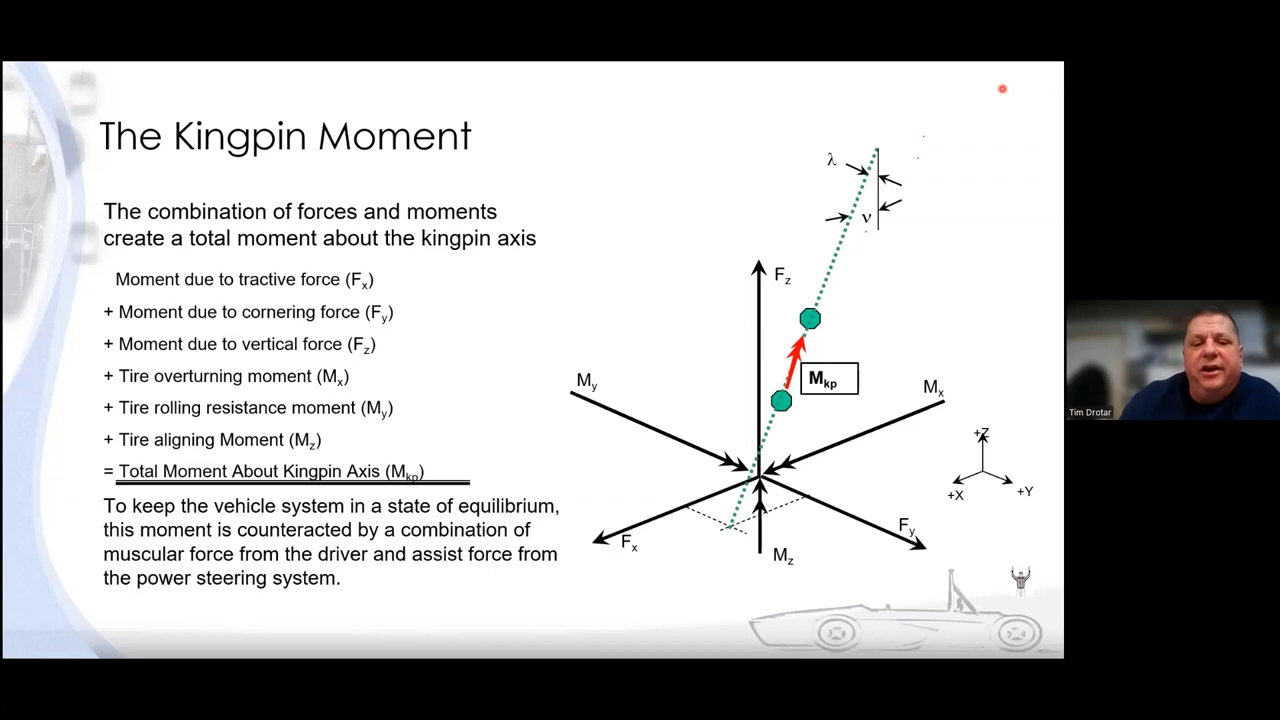 The Kingpin Moment
The combination of forces and moments
create a total moment about the kingpin axis
Moment due to tractive force (Fx)
+ Moment due to cornering force (Fy)
+ Moment due to vertical force (Fz)
+ Tire overturning moment (Mx)
+ Tire rolling resistance moment (My)
+ Tire aligning Moment (Mz)
= Total Moment About Kingpin Axis (Mkp)
To keep the vehicle system in a state of equilibrium,
this moment is counteracted by a combination of
muscular force from the driver and assist force from
the power steering system.
λ
ν
Fz
Mkp
My
Mx
Fx
Fy
Mz
+Z
+X
+Y
Tim Drotar